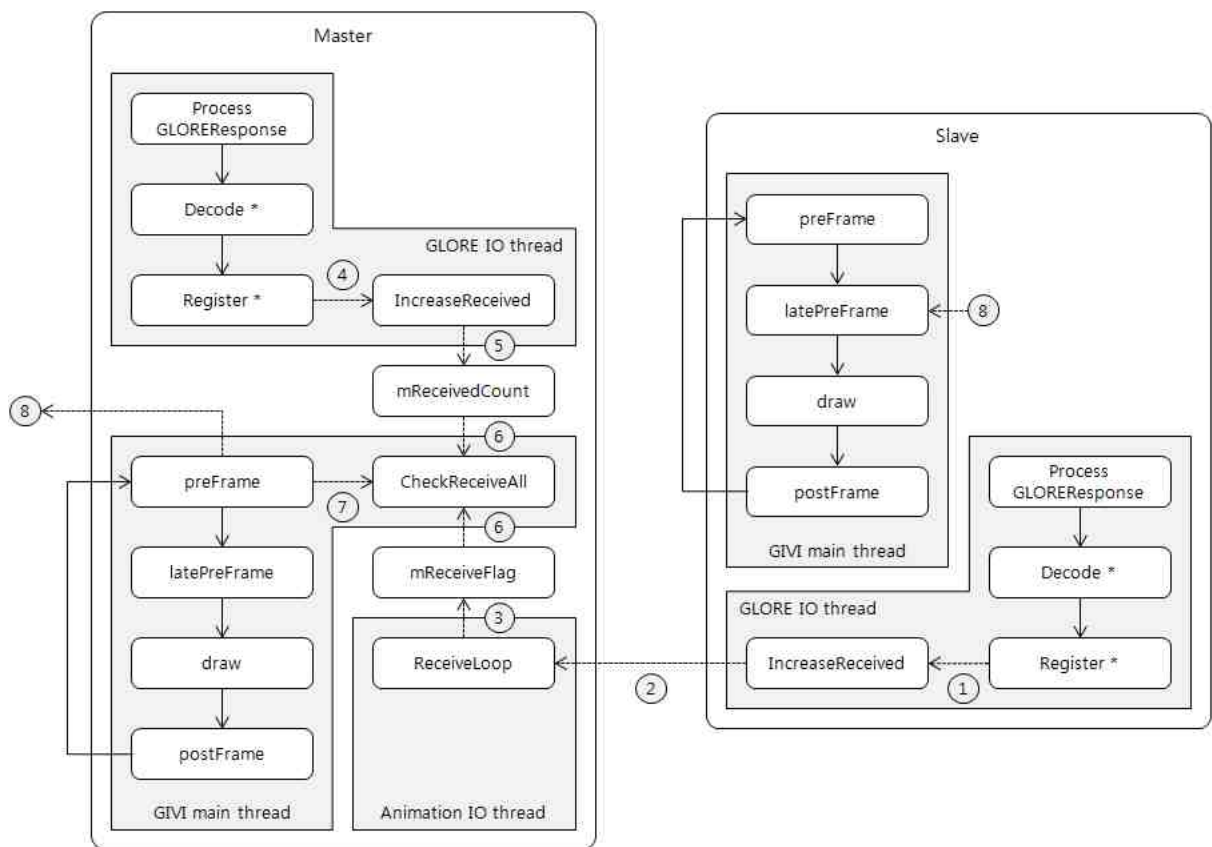 Master
Process
GLOREResponse
Decode *
GLORE IO thread
Register *
4
IncreaseReceived
5
mReceivedCount
8
6
preFrame
7
CheckReceiveAll
6
latePreFrame
mReceiveFlag
3
draw
ReceiveLoop
postFrame
GIVI main thread
Animation IO thread
2
Slave
preFrame
latePreFrame
8
draw
postFrame
GIVI main thread
Process
GLOREResponse
Decode *
GLORE IO thread
IncreaseReceived
1
Register *